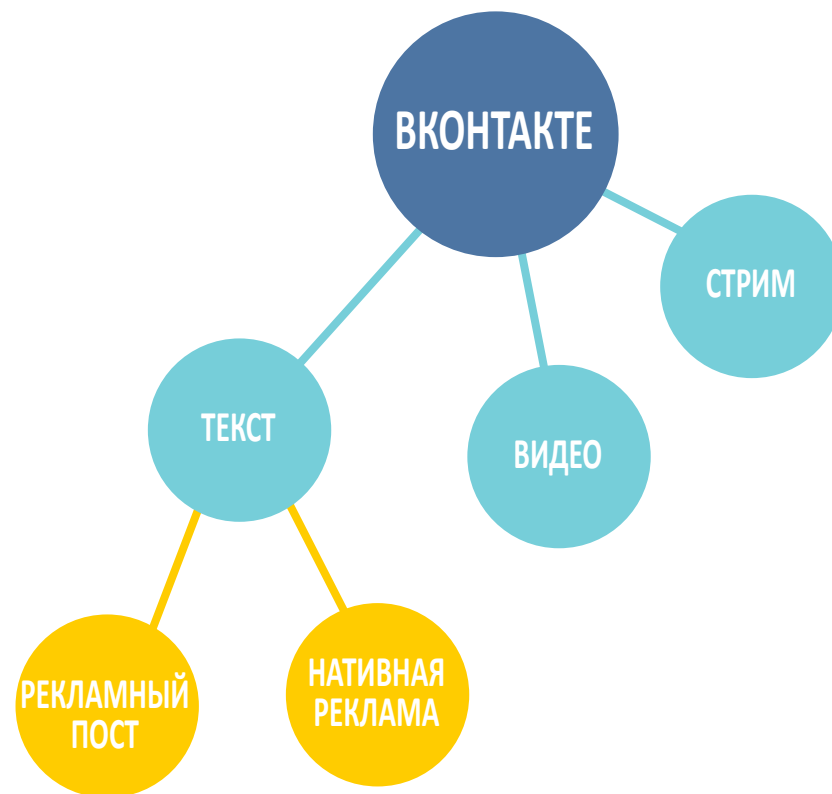 ВКОНТАКТЕ
СТРИМ
ТЕКСТ
ВИДЕО
РЕКЛАМНЫЙ
ПОСТ
НАТИВНАЯ
РЕКЛАМА